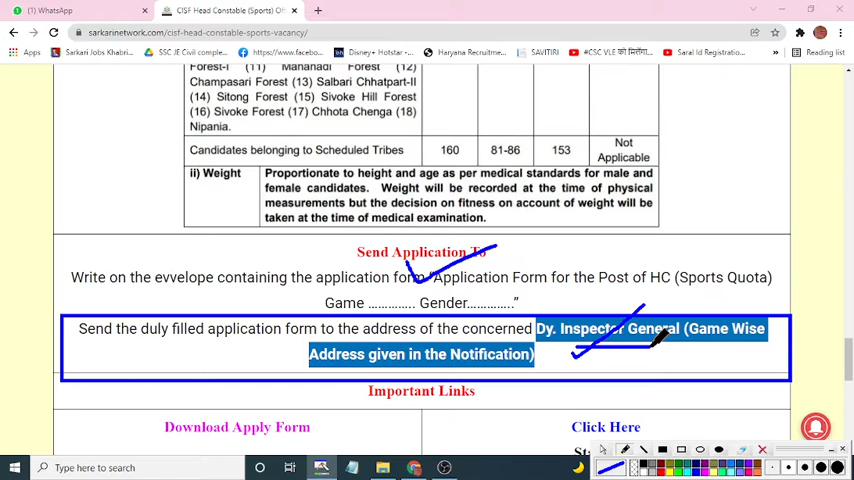 (1) WhatsApp
CISF Head Constable (Sports) Of
sarkarinetwork.com/cisf-head-constable-sports-vacancy/
Apps
Sarkari Jobs Khabri...
SSC JE Civil complet...
https://www.facebo...
Disney+ Hotstar -...
Haryana Recruitme...
SAVITIRI
#CSC VLE को मिलेगा...
Saral Id Registratio...
Reading list
Forest-I (11) Mahanadi Forest (12)
Champasari Forest (13) Salbari Chhatpart-II
(14) Sitong Forest (15) Sivoke Hill Forest
(16) Sivoke Forest (17) Chhota Chenga (18)
Nipania.
Candidates belonging to Scheduled Tribes 160 81-86 153 Not Applicable
ii) Weight Proportionate to height and age as per medical standards for male and
female candidates. Weight will be recorded at the time of physical
measurements but the decision on fitness on account of weight will be
taken at the time of medical examination.
Send Application To
Write on the evvelope containing the application form "Application Form for the Post of HC (Sports Quota)
Game ………….. Gender…………..”
Send the duly filled application form to the address of the concerned Dy. Inspector General (Game Wise
Address given in the Notification)
Important Links
Download Apply Form
Click Here
Type here to search